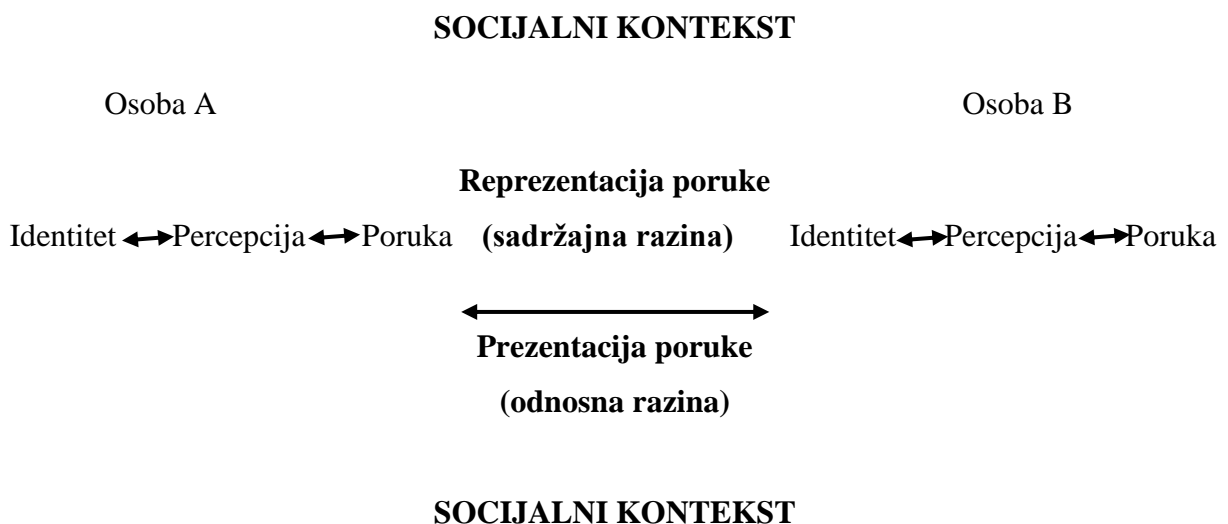 SOCIJALNI KONTEKST
Osoba A Osoba B
Reprezentacija poruke
Identitet Percepcija Poruka (sadržajna razina) Identitet Percepcija Poruka
Prezentacija poruke
(odnosna razina)
SOCIJALNI KONTEKST